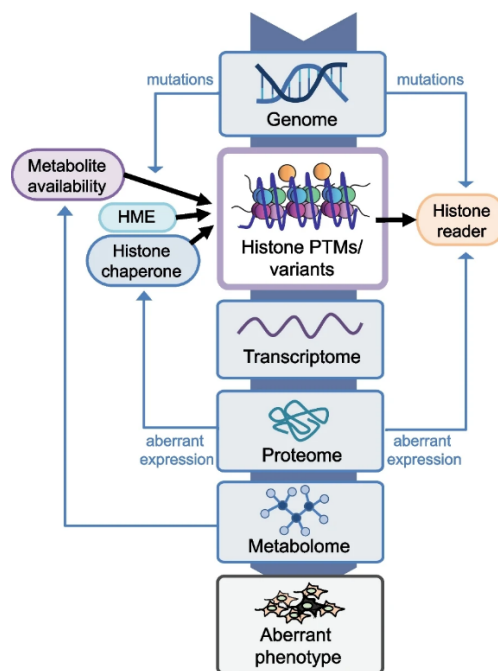 mutations
mutations
Genome
Metabolite
availability
HME
Histone
chaperone
Histone PTMs/
variants
Histone
reader
Transcriptome
aberrant
expression
Proteome
aberrant
expression
Metabolome
Aberrant
phenotype